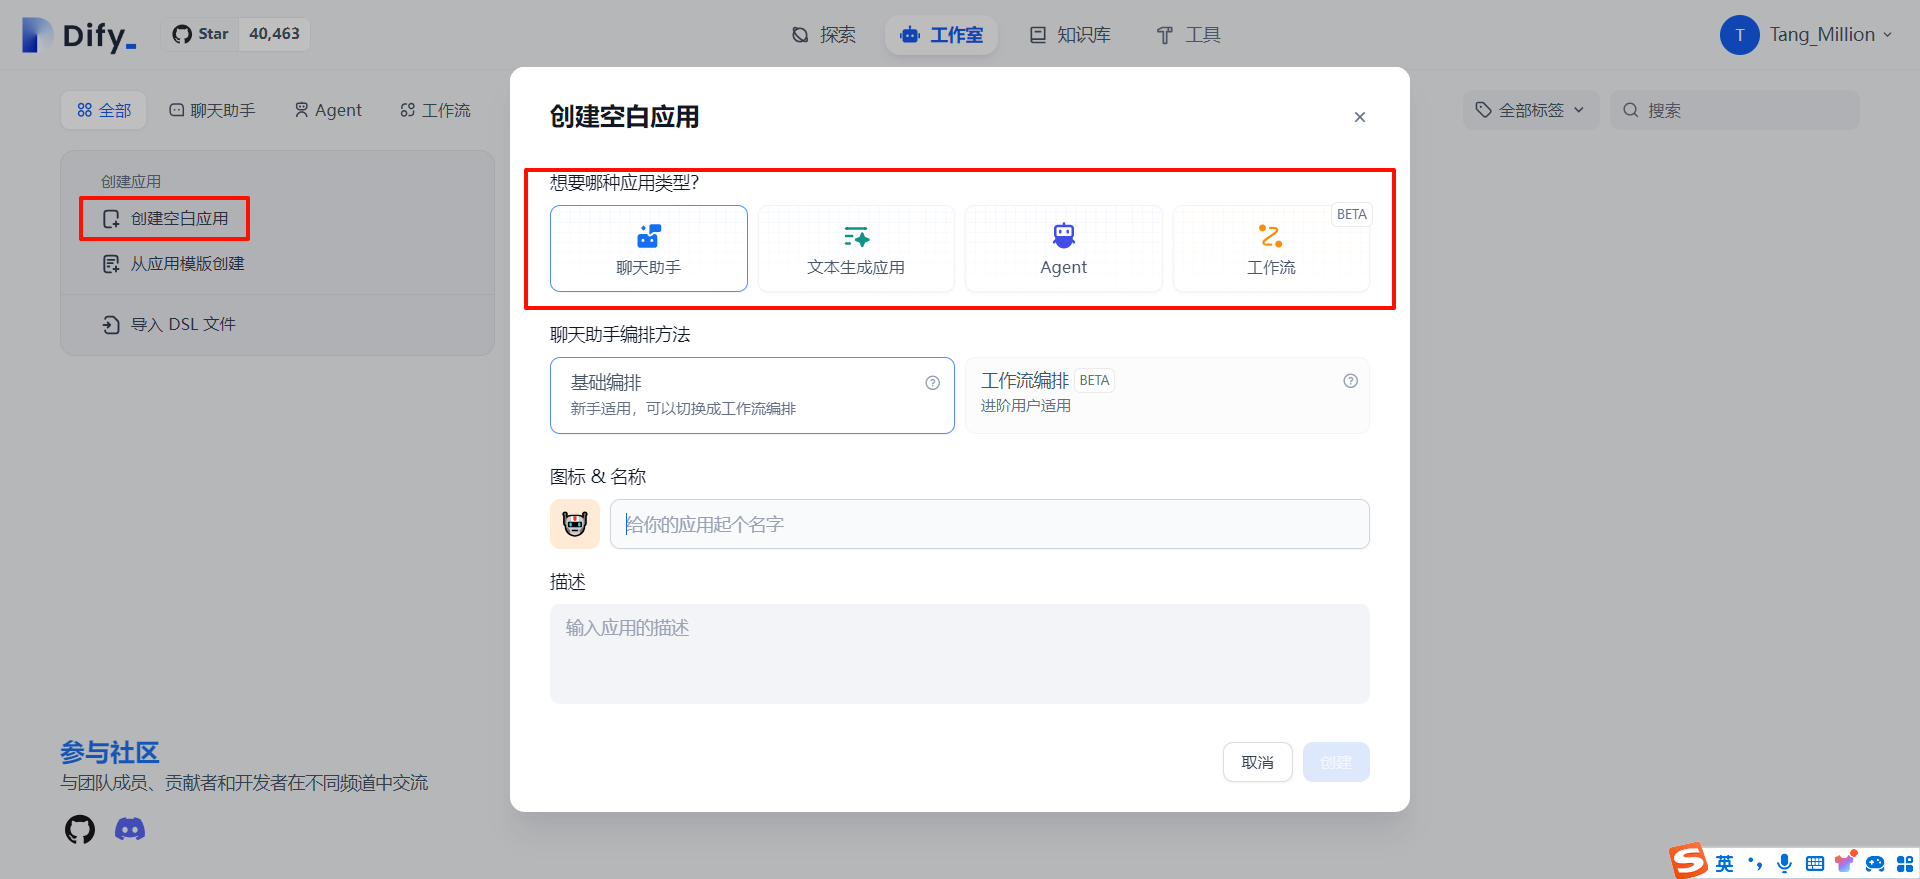 Dify_
Star 40,463
探索 工作室 知识库 工具
T Tang_Million
全部 聊天助手 Agent 工作流
全部标签 搜索
创建应用
创建空白应用
从应用模版创建
导入 DSL 文件
创建空白应用
想要哪种应用类型?
聊天助手 文本生成应用 Agent 工作流 BETA
聊天助手编排方法
基础编排
新手适用，可以切换成工作流编排
工作流编排 BETA
进阶用户适用
图标 & 名称
给你的应用起个名字
描述
输入应用的描述
取消 创建
参与社区
与团队成员、贡献者和开发者在不同频道中交流
英